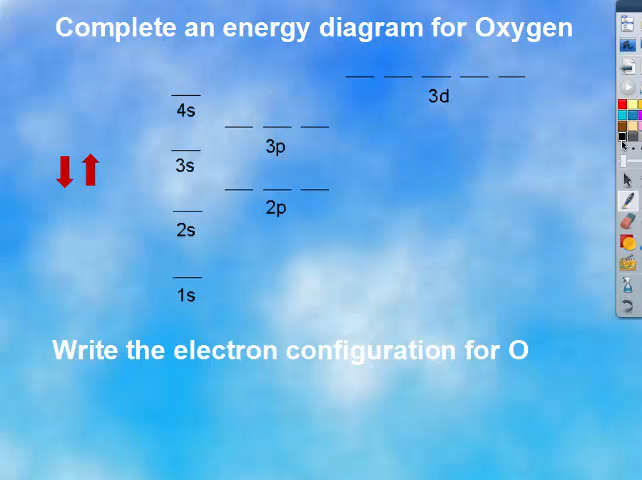 Complete an energy diagram for Oxygen
3d
4s
3p
3s
2p
2s
1s
Write the electron configuration for O